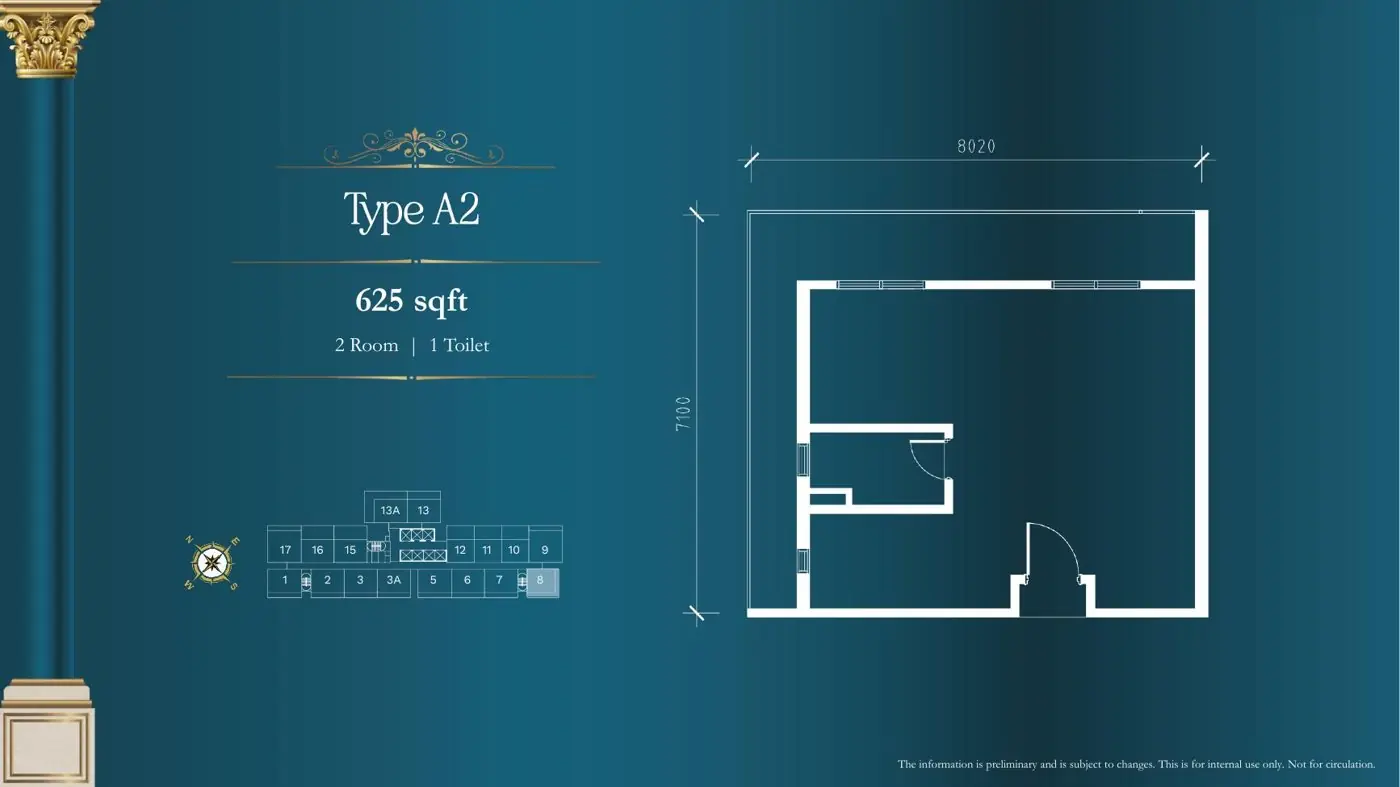 Type A2
625 sqft
2 Room | 1 Toilet
8020
7100
13A 13
17 16 15 12 11 10 9
1 2 3 3A 5 6 7 8
N E
W S
The information is preliminary and is subject to changes. This is for internal use only. Not for circulation.